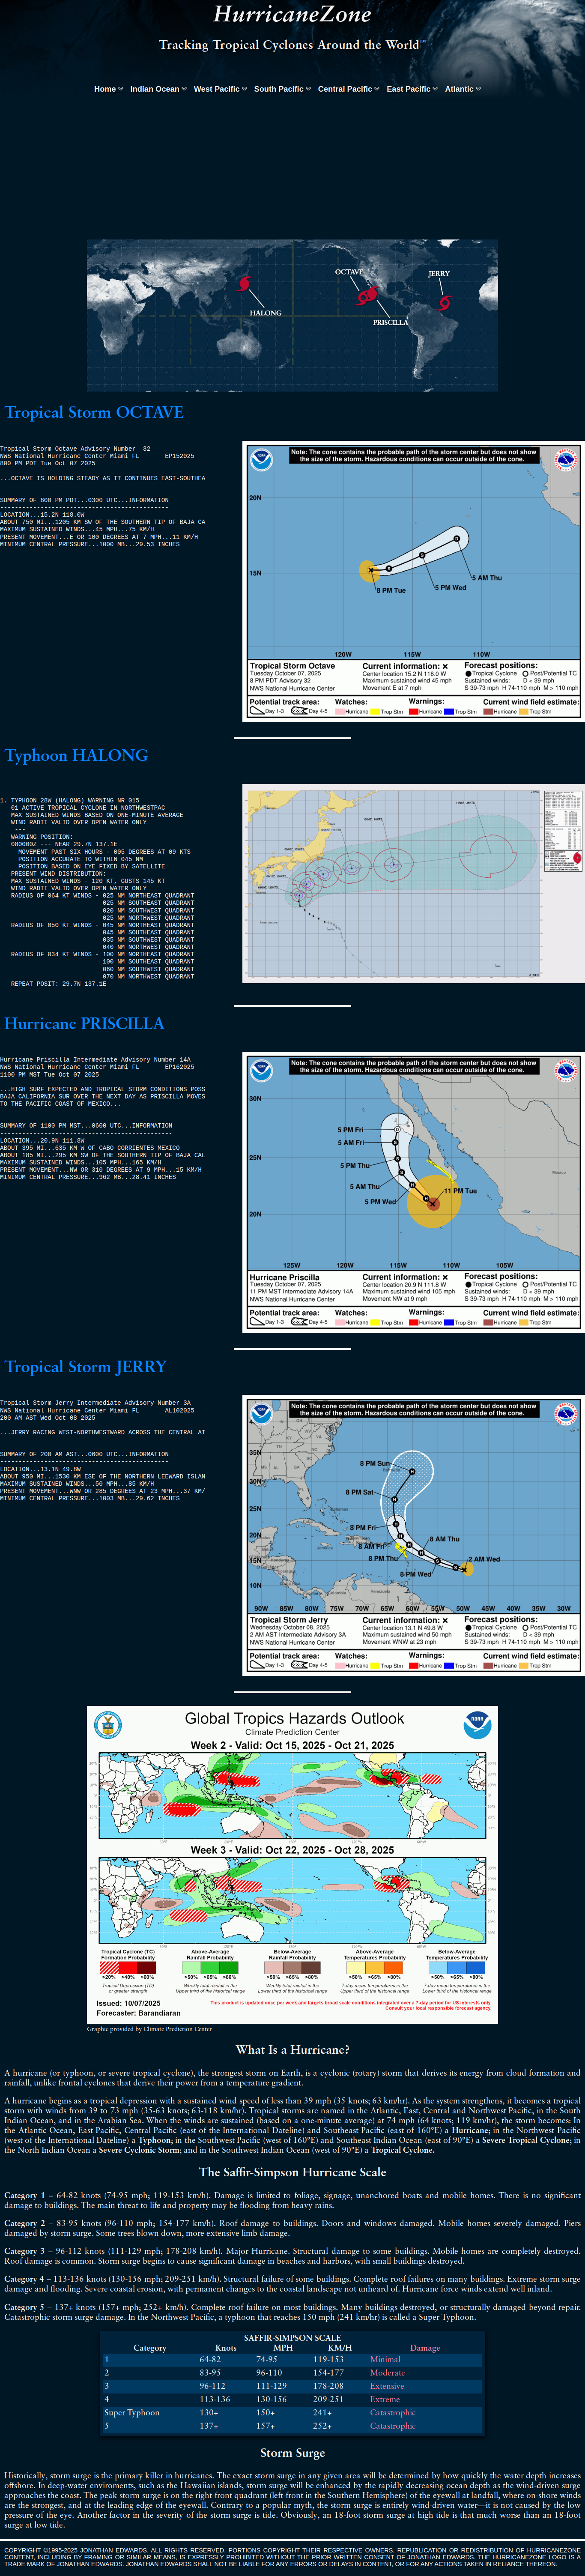 HurricaneZone
Tracking Tropical Cyclones Around the World™
Home Indian Ocean West Pacific South Pacific Central Pacific East Pacific Atlantic
OCTAVE
JERRY
HALONG
PRISCILLA
Tropical Storm OCTAVE
Tropical Storm Octave Advisory Number 32
NWS National Hurricane Center Miami FL EP152025
800 PM PDT Tue Oct 07 2025
...OCTAVE IS HOLDING STEADY AS IT CONTINUES EAST-SOUTHEA
SUMMARY OF 800 PM PDT...0300 UTC...INFORMATION
----------------------------------------------
LOCATION...15.2N 118.0W
ABOUT 750 MI...1205 KM SW OF THE SOUTHERN TIP OF BAJA CA
MAXIMUM SUSTAINED WINDS...45 MPH...75 KM/H
PRESENT MOVEMENT...E OR 100 DEGREES AT 7 MPH...11 KM/H
MINIMUM CENTRAL PRESSURE...1000 MB...29.53 INCHES
Note: The cone contains the probable path of the storm center but does not show
the size of the storm. Hazardous conditions can occur outside of the cone.
20N
15N
5 AM Thu
5 PM Wed
8 PM Tue
120W 115W 110W
Tropical Storm Octave
Tuesday October 07, 2025
8 PM PDT Advisory 32
NWS National Hurricane Center
Current information: x
Center location 15.2 N 118.0 W
Maximum sustained wind 45 mph
Movement E at 7 mph
Forecast positions:
Tropical Cyclone Post/Potential TC
Sustained winds: D < 39 mph
S 39-73 mph H 74-110 mph M > 110 mph
Potential track area: Watches: Warnings: Current wind field estimate:
Day 1-3 Day 4-5 Hurricane Trop Stm Hurricane Trop Stm Hurricane Trop Stm
Typhoon HALONG
1. TYPHOON 28W (HALONG) WARNING NR 015
01 ACTIVE TROPICAL CYCLONE IN NORTHWESTPAC
MAX SUSTAINED WINDS BASED ON ONE-MINUTE AVERAGE
WIND RADII VALID OVER OPEN WATER ONLY
---
WARNING POSITION:
080000Z --- NEAR 29.7N 137.1E
MOVEMENT PAST SIX HOURS - 005 DEGREES AT 09 KTS
POSITION ACCURATE TO WITHIN 045 NM
POSITION BASED ON EYE FIXED BY SATELLITE
PRESENT WIND DISTRIBUTION:
MAX SUSTAINED WINDS - 120 KT, GUSTS 145 KT
WIND RADII VALID OVER OPEN WATER ONLY
RADIUS OF 064 KT WINDS - 025 NM NORTHEAST QUADRANT
025 NM SOUTHEAST QUADRANT
020 NM SOUTHWEST QUADRANT
025 NM NORTHWEST QUADRANT
RADIUS OF 050 KT WINDS - 045 NM NORTHEAST QUADRANT
045 NM SOUTHEAST QUADRANT
035 NM SOUTHWEST QUADRANT
040 NM NORTHWEST QUADRANT
RADIUS OF 034 KT WINDS - 100 NM NORTHEAST QUADRANT
100 NM SOUTHEAST QUADRANT
060 NM SOUTHWEST QUADRANT
070 NM NORTHWEST QUADRANT
REPEAT POSIT: 29.7N 137.1E
Hurricane PRISCILLA
Hurricane Priscilla Intermediate Advisory Number 14A
NWS National Hurricane Center Miami FL EP162025
1100 PM MST Tue Oct 07 2025
...HIGH SURF EXPECTED AND TROPICAL STORM CONDITIONS POSS
BAJA CALIFORNIA SUR OVER THE NEXT DAY AS PRISCILLA MOVES
TO THE PACIFIC COAST OF MEXICO...
SUMMARY OF 1100 PM MST...0600 UTC...INFORMATION
-----------------------------------------------
LOCATION...20.9N 111.8W
ABOUT 395 MI...635 KM W OF CABO CORRIENTES MEXICO
ABOUT 185 MI...295 KM SW OF THE SOUTHERN TIP OF BAJA CAL
MAXIMUM SUSTAINED WINDS...105 MPH...165 KM/H
PRESENT MOVEMENT...NW OR 310 DEGREES AT 9 MPH...15 KM/H
MINIMUM CENTRAL PRESSURE...962 MB...28.41 INCHES
Note: The cone contains the probable path of the storm center but does not show
the size of the storm. Hazardous conditions can occur outside of the cone.
30N
5 PM Fri
5 AM Fri
25N
5 PM Thu
Mexico
5 AM Thu
11 PM Tue
5 PM Wed
20N
125W 120W 115W 110W 105W
Hurricane Priscilla
Tuesday October 07, 2025
11 PM MST Intermediate Advisory 14A
NWS National Hurricane Center
Current information: x
Center location 20.9 N 111.8 W
Maximum sustained wind 105 mph
Movement NW at 9 mph
Forecast positions:
Tropical Cyclone Post/Potential TC
Sustained winds: D < 39 mph
S 39-73 mph H 74-110 mph M > 110 mph
Potential track area: Watches: Warnings: Current wind field estimate:
Day 1-3 Day 4-5 Hurricane Trop Stm Hurricane Trop Stm Hurricane Trop Stm
Tropical Storm JERRY
Tropical Storm Jerry Intermediate Advisory Number 3A
NWS National Hurricane Center Miami FL AL102025
200 AM AST Wed Oct 08 2025
...JERRY RACING WEST-NORTHWESTWARD ACROSS THE CENTRAL AT
SUMMARY OF 200 AM AST...0600 UTC...INFORMATION
----------------------------------------------
LOCATION...13.1N 49.8W
ABOUT 950 MI...1530 KM ESE OF THE NORTHERN LEEWARD ISLAN
MAXIMUM SUSTAINED WINDS...50 MPH...85 KM/H
PRESENT MOVEMENT...WNW OR 285 DEGREES AT 23 MPH...37 KM/
MINIMUM CENTRAL PRESSURE...1003 MB...29.62 INCHES
Note: The cone contains the probable path of the storm center but does not show
the size of the storm. Hazardous conditions can occur outside of the cone.
35N
8 PM Sun
30N
8 PM Sat
25N
8 PM Fri
20N
8 AM Thu
8 AM Fri
8 PM Thu
2 AM Wed
15N
8 PM Wed
10N
90W 85W 80W 75W 70W 65W 60W 55W 50W 45W 40W 35W 30W
Tropical Storm Jerry
Wednesday October 08, 2025
2 AM AST Intermediate Advisory 3A
NWS National Hurricane Center
Current information: x
Center location 13.1 N 49.8 W
Maximum sustained wind 50 mph
Movement WNW at 23 mph
Forecast positions:
Tropical Cyclone Post/Potential TC
Sustained winds: D < 39 mph
S 39-73 mph H 74-110 mph M > 110 mph
Potential track area: Watches: Warnings: Current wind field estimate:
Day 1-3 Day 4-5 Hurricane Trop Stm Hurricane Trop Stm Hurricane Trop Stm
Global Tropics Hazards Outlook
Climate Prediction Center
Week 2 - Valid: Oct 15, 2025 - Oct 21, 2025
Week 3 - Valid: Oct 22, 2025 - Oct 28, 2025
Tropical Cyclone (TC)
Formation Probability
>20% >40% >60%
Tropical Depression (TD)
or greater strength
Above-Average
Rainfall Probability
>50% >65% >80%
Weekly total rainfall in the
Upper third of the historical range
Below-Average
Rainfall Probability
>50% >65% >80%
Weekly total rainfall in the
Lower third of the historical range
Above-Average
Temperatures Probability
>50% >65% >80%
7-day mean temperatures in the
Upper third of the historical range
Below-Average
Temperatures Probability
>50% >65% >80%
7-day mean temperatures in the
Lower third of the historical range
Issued: 10/07/2025
Forecaster: Barandiaran
This product is updated once per week and targets broad scale conditions integrated over a 7-day period for US interests only.
Consult your local responsible forecast agency.
Graphic provided by Climate Prediction Center
What Is a Hurricane?
A hurricane (or typhoon, or severe tropical cyclone), the strongest storm on Earth, is a cyclonic (rotary) storm that derives its energy from cloud formation and
rainfall, unlike frontal cyclones that derive their power from a temperature gradient.
A hurricane begins as a tropical depression with a sustained wind speed of less than 39 mph (35 knots; 63 km/h). As the system strengthens, it becomes a tropical
storm with winds from 39 to 73 mph (35-63 knots; 63-118 km/h). Tropical storms are named in the Atlantic, East, Central and Northwest Pacific, in the South
Indian Ocean, and in the Arabian Sea. When the winds are sustained (based on a one-minute average) at 74 mph (64 knots; 119 km/h), the storm becomes: In
the Atlantic Ocean, East Pacific, Central Pacific (east of the International Dateline) and Southeast Pacific (east of 160°E) a Hurricane; in the Northwest Pacific
(west of the International Dateline) a Typhoon; in the Southwest Pacific (west of 160°E) and Southeast Indian Ocean (east of 90°E) a Severe Tropical Cyclone; in
the North Indian Ocean a Severe Cyclonic Storm; and in the Southwest Indian Ocean (west of 90°E) a Tropical Cyclone.
The Saffir-Simpson Hurricane Scale
Category 1 – 64-82 knots (74-95 mph; 119-153 km/h). Damage is limited to foliage, signage, unanchored boats and mobile homes. There is no significant
damage to buildings. The main threat to life and property may be flooding from heavy rains.
Category 2 – 83-95 knots (96-110 mph; 154-177 km/h). Roof damage to buildings. Doors and windows damaged. Mobile homes severely damaged. Piers
damaged by storm surge. Some trees blown down, more extensive limb damage.
Category 3 – 96-112 knots (111-129 mph; 178-208 km/h). Major Hurricane. Structural damage to some buildings. Mobile homes are completely destroyed.
Roof damage is common. Storm surge begins to cause significant damage in beaches and harbors, with small buildings destroyed.
Category 4 – 113-136 knots (130-156 mph; 209-251 km/h). Structural failure of some buildings. Complete roof failures on many buildings. Extreme storm surge
damage and flooding. Severe coastal erosion, with permanent changes to the coastal landscape not unheard of. Hurricane force winds extend well inland.
Category 5 – 137+ knots (157+ mph; 252+ km/h). Complete roof failure on most buildings. Many buildings destroyed, or structurally damaged beyond repair.
Catastrophic storm surge damage. In the Northwest Pacific, a typhoon that reaches 150 mph (241 km/hr) is called a Super Typhoon.
SAFFIR-SIMPSON SCALE
Category Knots MPH KM/H Damage
1 64-82 74-95 119-153 Minimal
2 83-95 96-110 154-177 Moderate
3 96-112 111-129 178-208 Extensive
4 113-136 130-156 209-251 Extreme
Super Typhoon 130+ 150+ 241+ Catastrophic
5 137+ 157+ 252+ Catastrophic
Storm Surge
Historically, storm surge is the primary killer in hurricanes. The exact storm surge in any given area will be determined by how quickly the water depth increases
offshore. In deep-water environments, such as the Hawaiian islands, storm surge will be enhanced by the rapidly decreasing ocean depth as the wind-driven surge
approaches the coast. The peak storm surge is on the right-front quadrant (left-front in the Southern Hemisphere) of the eyewall at landfall, where on-shore winds
are the strongest, and at the leading edge of the eyewall. Contrary to a popular myth, the storm surge is entirely wind-driven water—it is not caused by the low
pressure of the eye. Another factor in the severity of the storm surge is tide. Obviously, an 18-foot storm surge at high tide is that much worse than an 18-foot
surge at low tide.
COPYRIGHT ©1995-2025 JONATHAN EDWARDS. ALL RIGHTS RESERVED. PORTIONS COPYRIGHT THEIR RESPECTIVE OWNERS. REPUBLICATION OR REDISTRIBUTION OF HURRICANEZONE
CONTENT, INCLUDING BY FRAMING OR SIMILAR MEANS, IS EXPRESSLY PROHIBITED WITHOUT THE PRIOR WRITTEN CONSENT OF JONATHAN EDWARDS. THE HURRICANEZONE LOGO IS A
TRADE MARK OF JONATHAN EDWARDS. JONATHAN EDWARDS SHALL NOT BE LIABLE FOR ANY ERRORS OR DELAYS IN CONTENT, OR FOR ANY ACTIONS TAKEN IN RELIANCE THEREON.